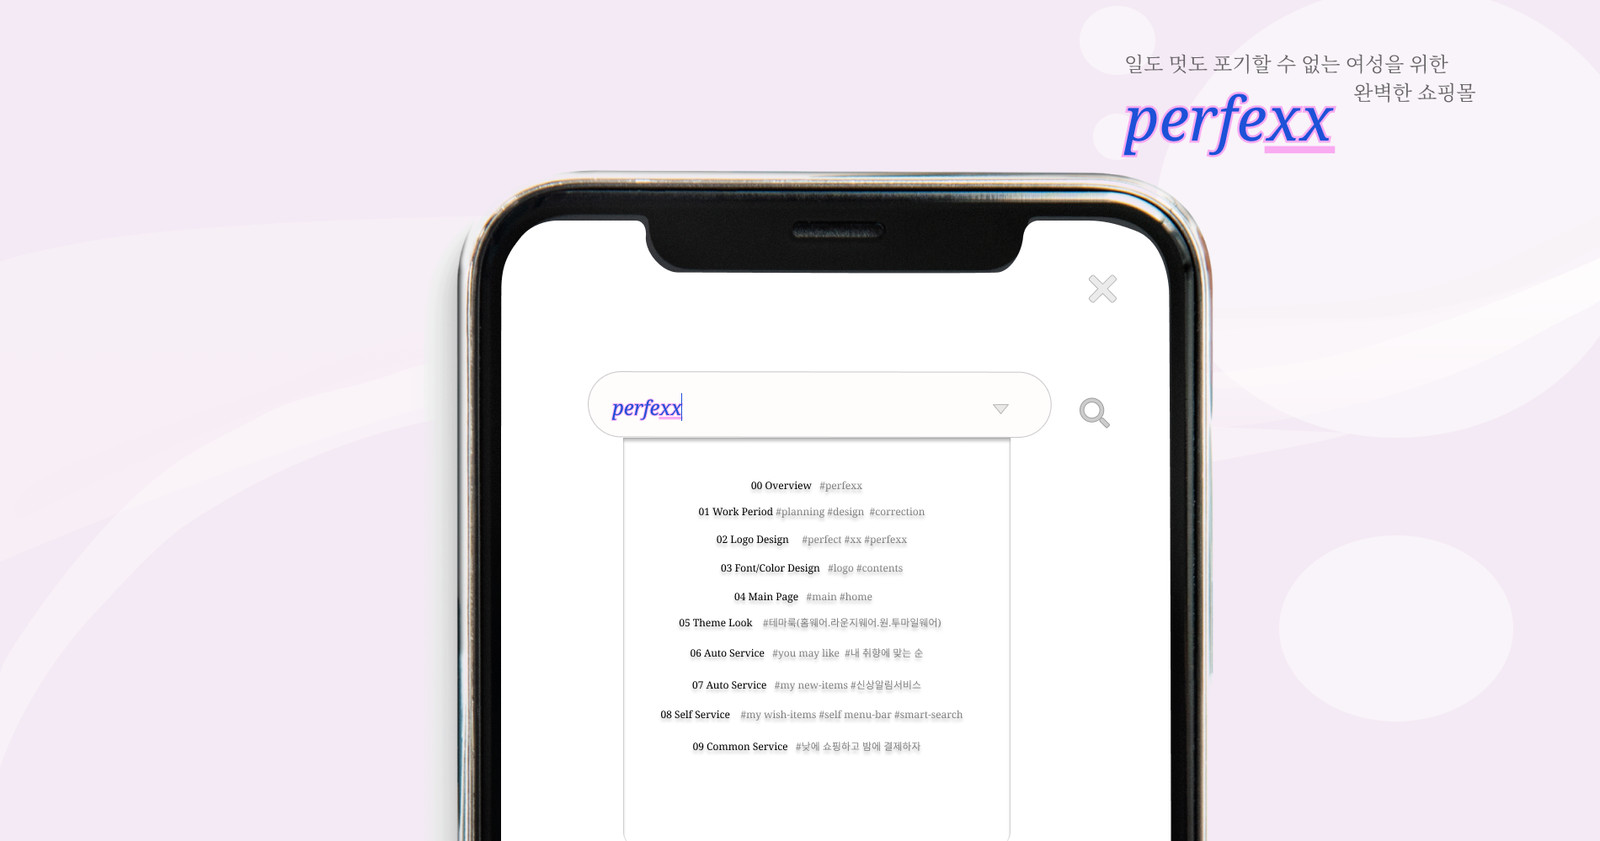 일도 멋도 포기할 수 없는 여성을 위한
완벽한 쇼핑몰
perfexx
perfexx
00 Overview #perfexx
01 Work Period #planning #design #correction
02 Logo Design #perfect #xx #perfexx
03 Font/Color Design #logo #contents
04 Main Page #main #home
05 Theme Look #테마룩(홈웨어.라운지웨어.원.투마일웨어)
06 Auto Service #you may like #내 취향에 맞는 순
07 Auto Service #my new-items #신상알림서비스
08 Self Service #my wish-items #self menu-bar #smart-search
09 Common Service #낮에 쇼핑하고 밤에 결제하자